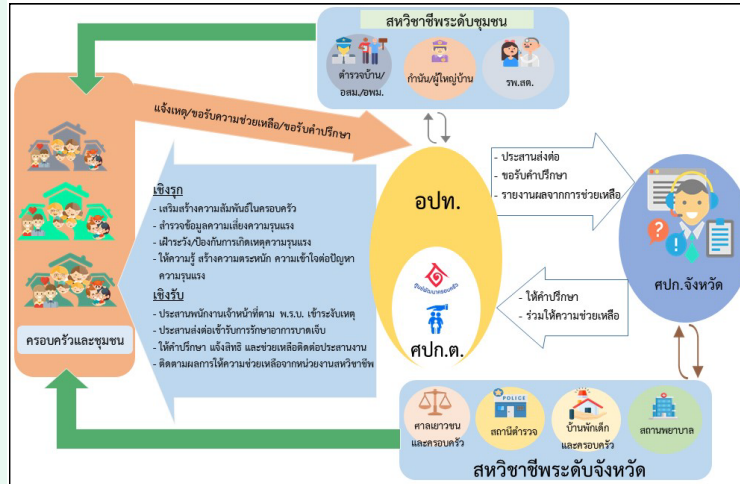 สหวิชาชีพระดับชุมชน
ตำรวจบ้าน/
อสม./อพม.
กำนัน/ผู้ใหญ่บ้าน
รพ.สต.
แจ้งเหตุ/ขอรับความช่วยเหลือ/ขอรับคำปรึกษา
เชิงรุก
- เสริมสร้างความสัมพันธ์ในครอบครัว
- สำรวจข้อมูลความเสี่ยงความรุนแรง
- เฝ้าระวัง/ป้องกันการเกิดเหตุความรุนแรง
- ให้ความรู้ สร้างความตระหนัก ความเข้าใจต่อปัญหา
ความรุนแรง
เชิงรับ
- ประสานพนักงานเจ้าหน้าที่ตาม พ.ร.บ. เข้าระงับเหตุ
- ประสานส่งต่อเข้ารับการรักษาอาการบาดเจ็บ
- ให้คำปรึกษา แจ้งสิทธิ และช่วยเหลือติดต่อประสานงาน
- ติดตามผลการให้ความช่วยเหลือจากหน่วยงานสหวิชาชีพ
ครอบครัวและชุมชน
อปท.
ศูนย์พัฒนาครอบครัว
ศปก.ต.
- ประสานส่งต่อ
- ขอรับคำปรึกษา
- รายงานผลจากการช่วยเหลือ
- ให้คำปรึกษา
- ร่วมให้ความช่วยเหลือ
ศปก.จังหวัด
ศาลเยาวชน
และครอบครัว
POLICE
สถานีตำรวจ
บ้านพักเด็ก
และครอบครัว
สถานพยาบาล
สหวิชาชีพระดับจังหวัด